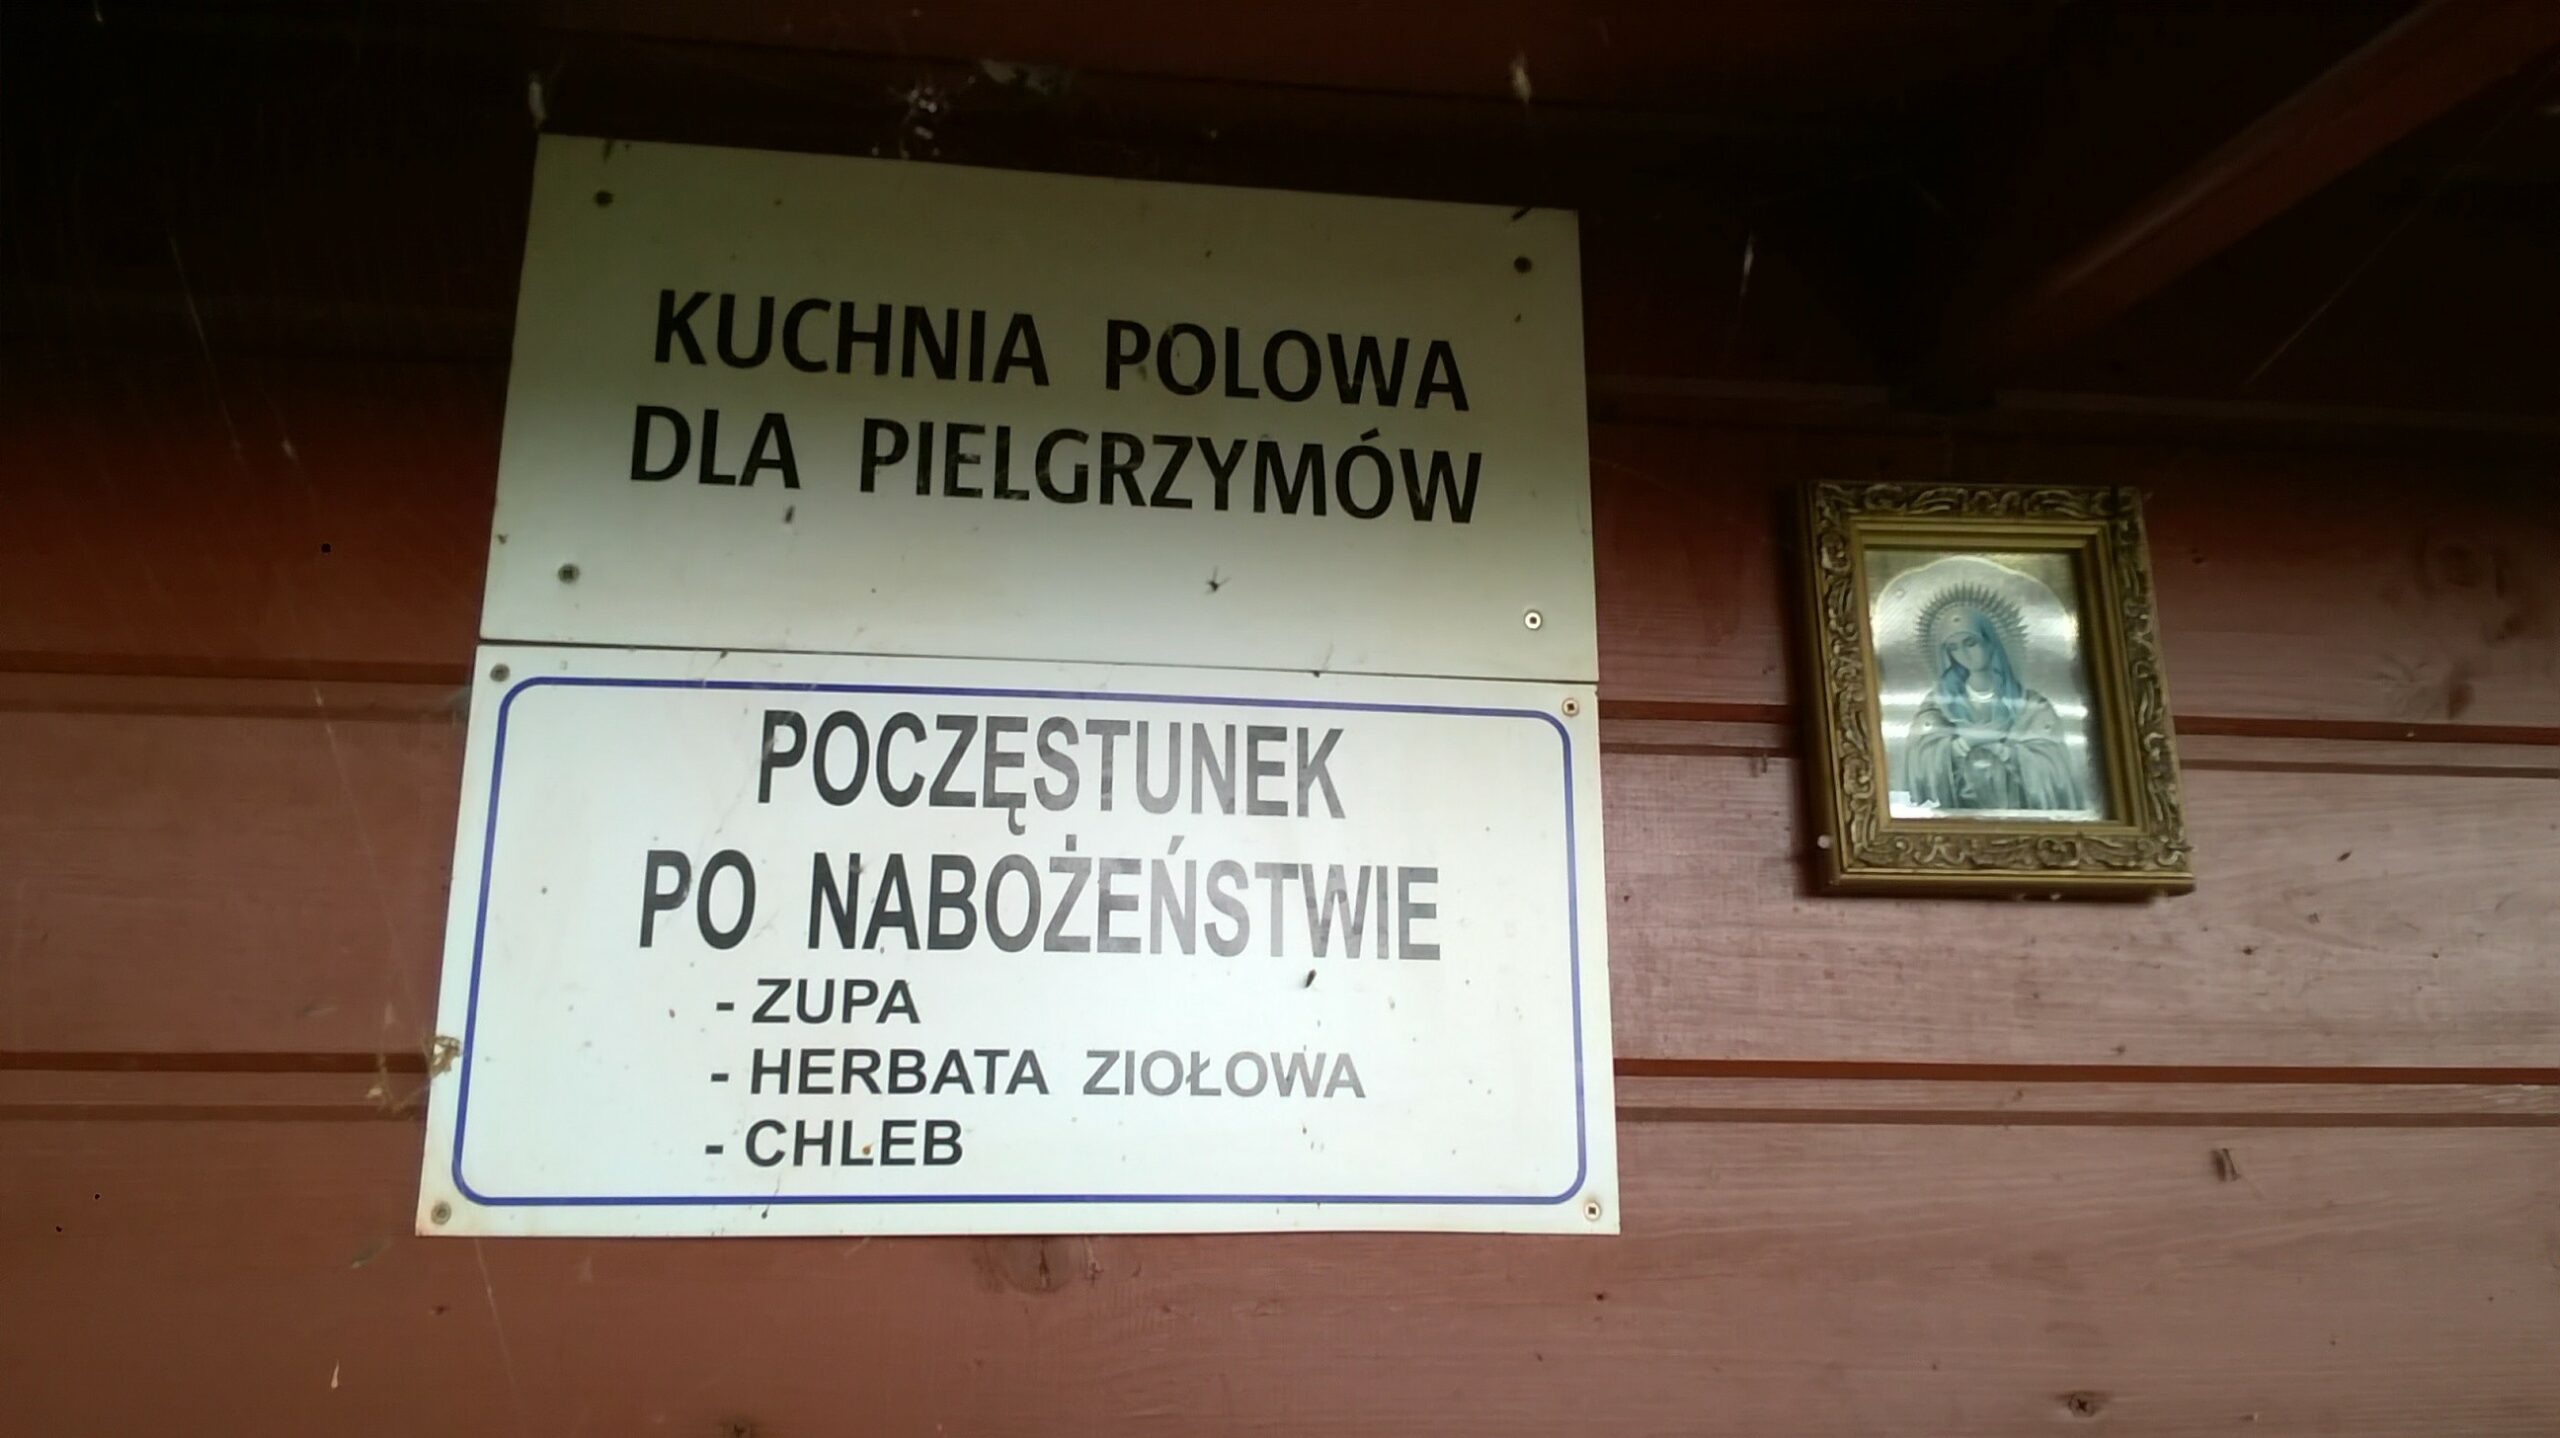 KUCHNIA POLOWA
DLA PIELGRZYMÓW
POCZĘSTUNEK
PO NABOŻEŃSTWIE
- ZUPA
- HERBATA ZIOŁOWA
- CHLEB